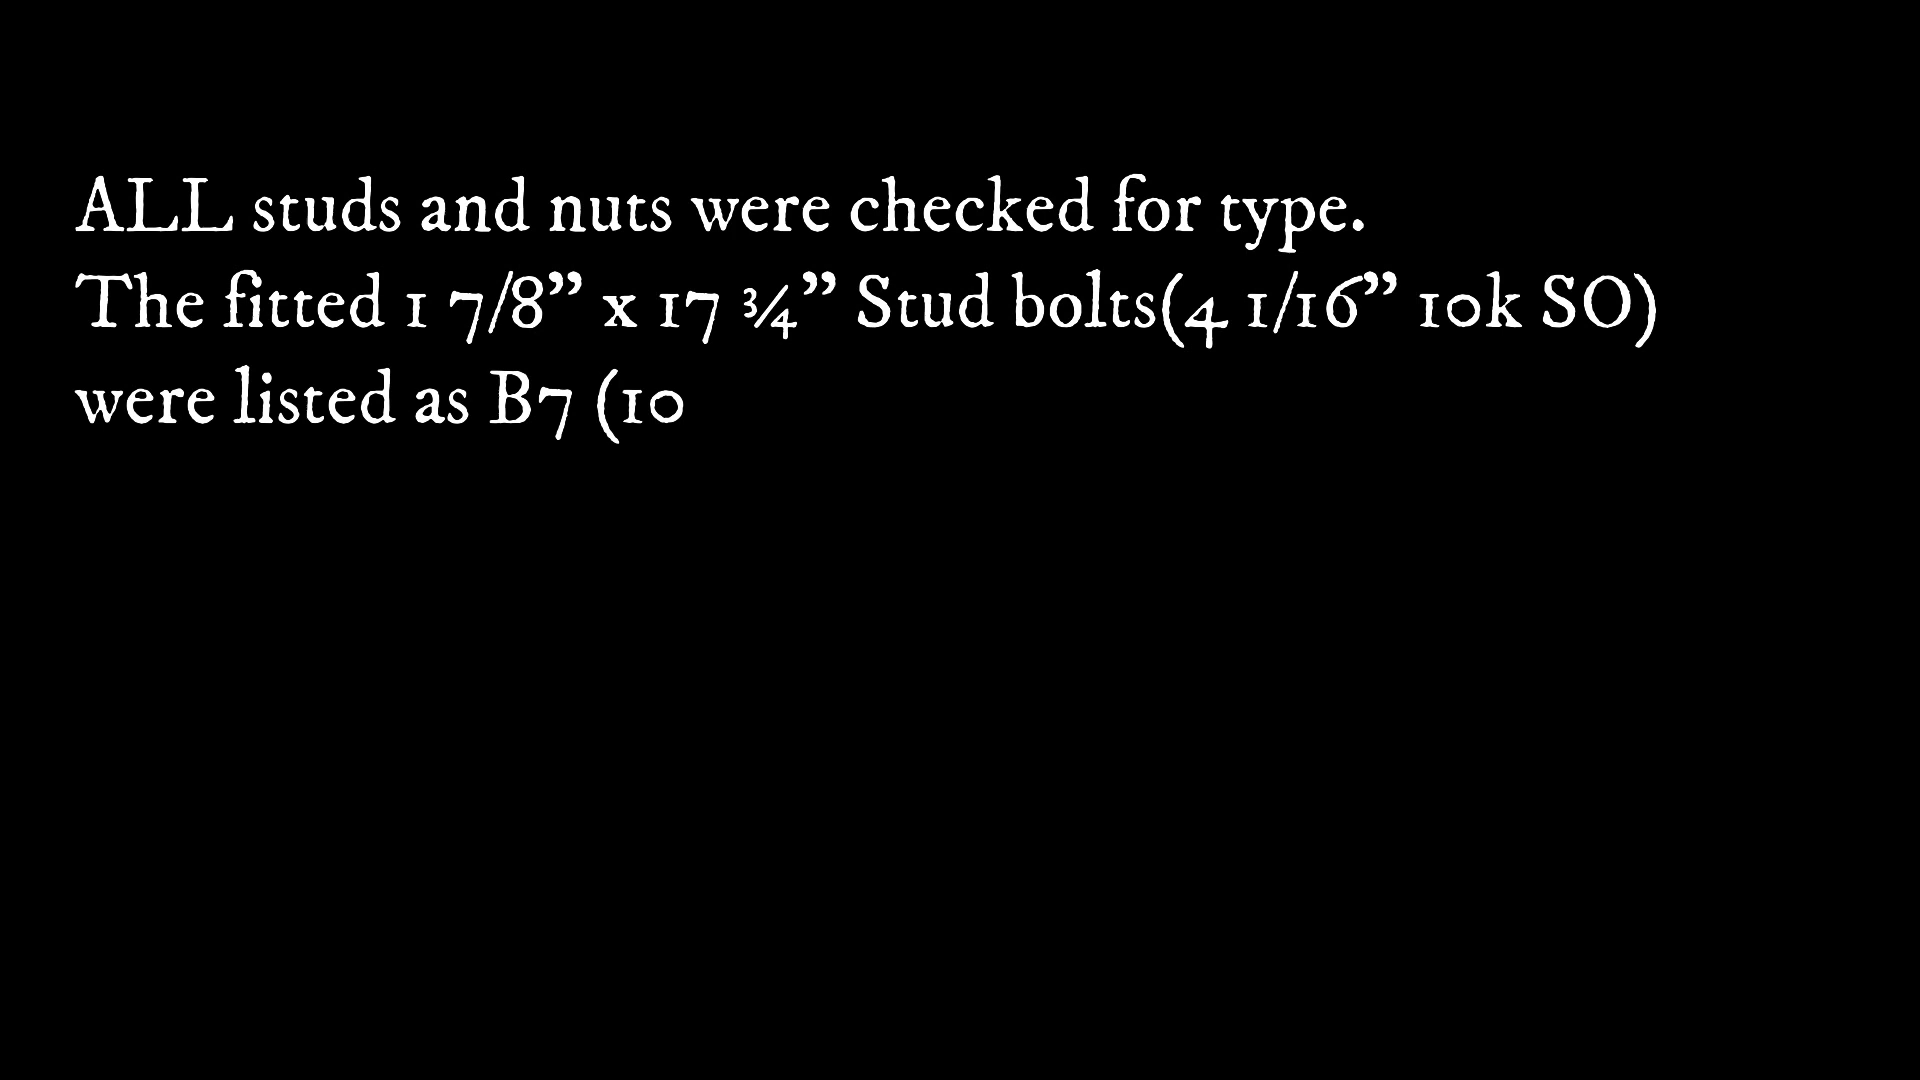 ALL studs and nuts were checked for type.
The fitted 1 7/8” x 17 ¾” Stud bolts(4 1/16” 10k SO)
were listed as B7 (10